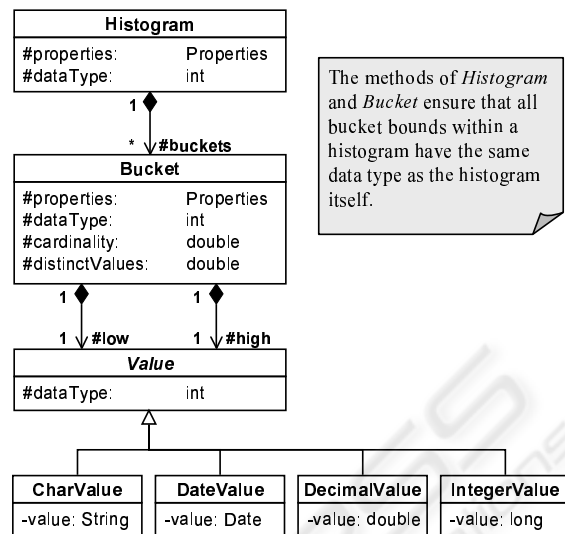 Histogram
#properties: Properties
#dataType: int
1
* #buckets
Bucket
#properties: Properties
#dataType: int
#cardinality: double
#distinctValues: double
1 1
1 #low 1 #high
Value
#dataType: int
CharValue
-value: String
DateValue
-value: Date
DecimalValue
-value: double
IntegerValue
-value: long
The methods of Histogram
and Bucket ensure that all
bucket bounds within a
histogram have the same
data type as the histogram
itself.